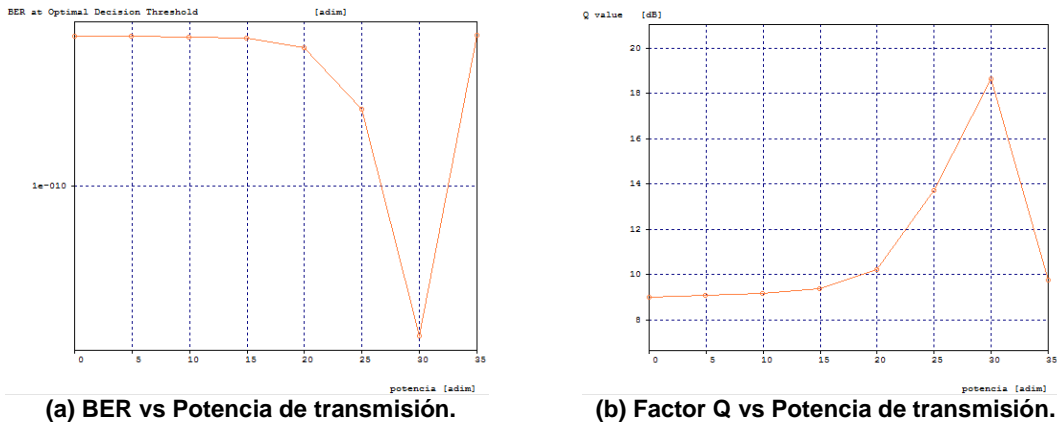 BER at Optimal Decision Threshold [adim]
1e-010
0 5 10 15 20 25 30 35
potencia [adim]
(a) BER vs Potencia de transmisión.
Q value [dB]
20
18
16
14
12
10
8
0 5 10 15 20 25 30 35
potencia [adim]
(b) Factor Q vs Potencia de transmisión.